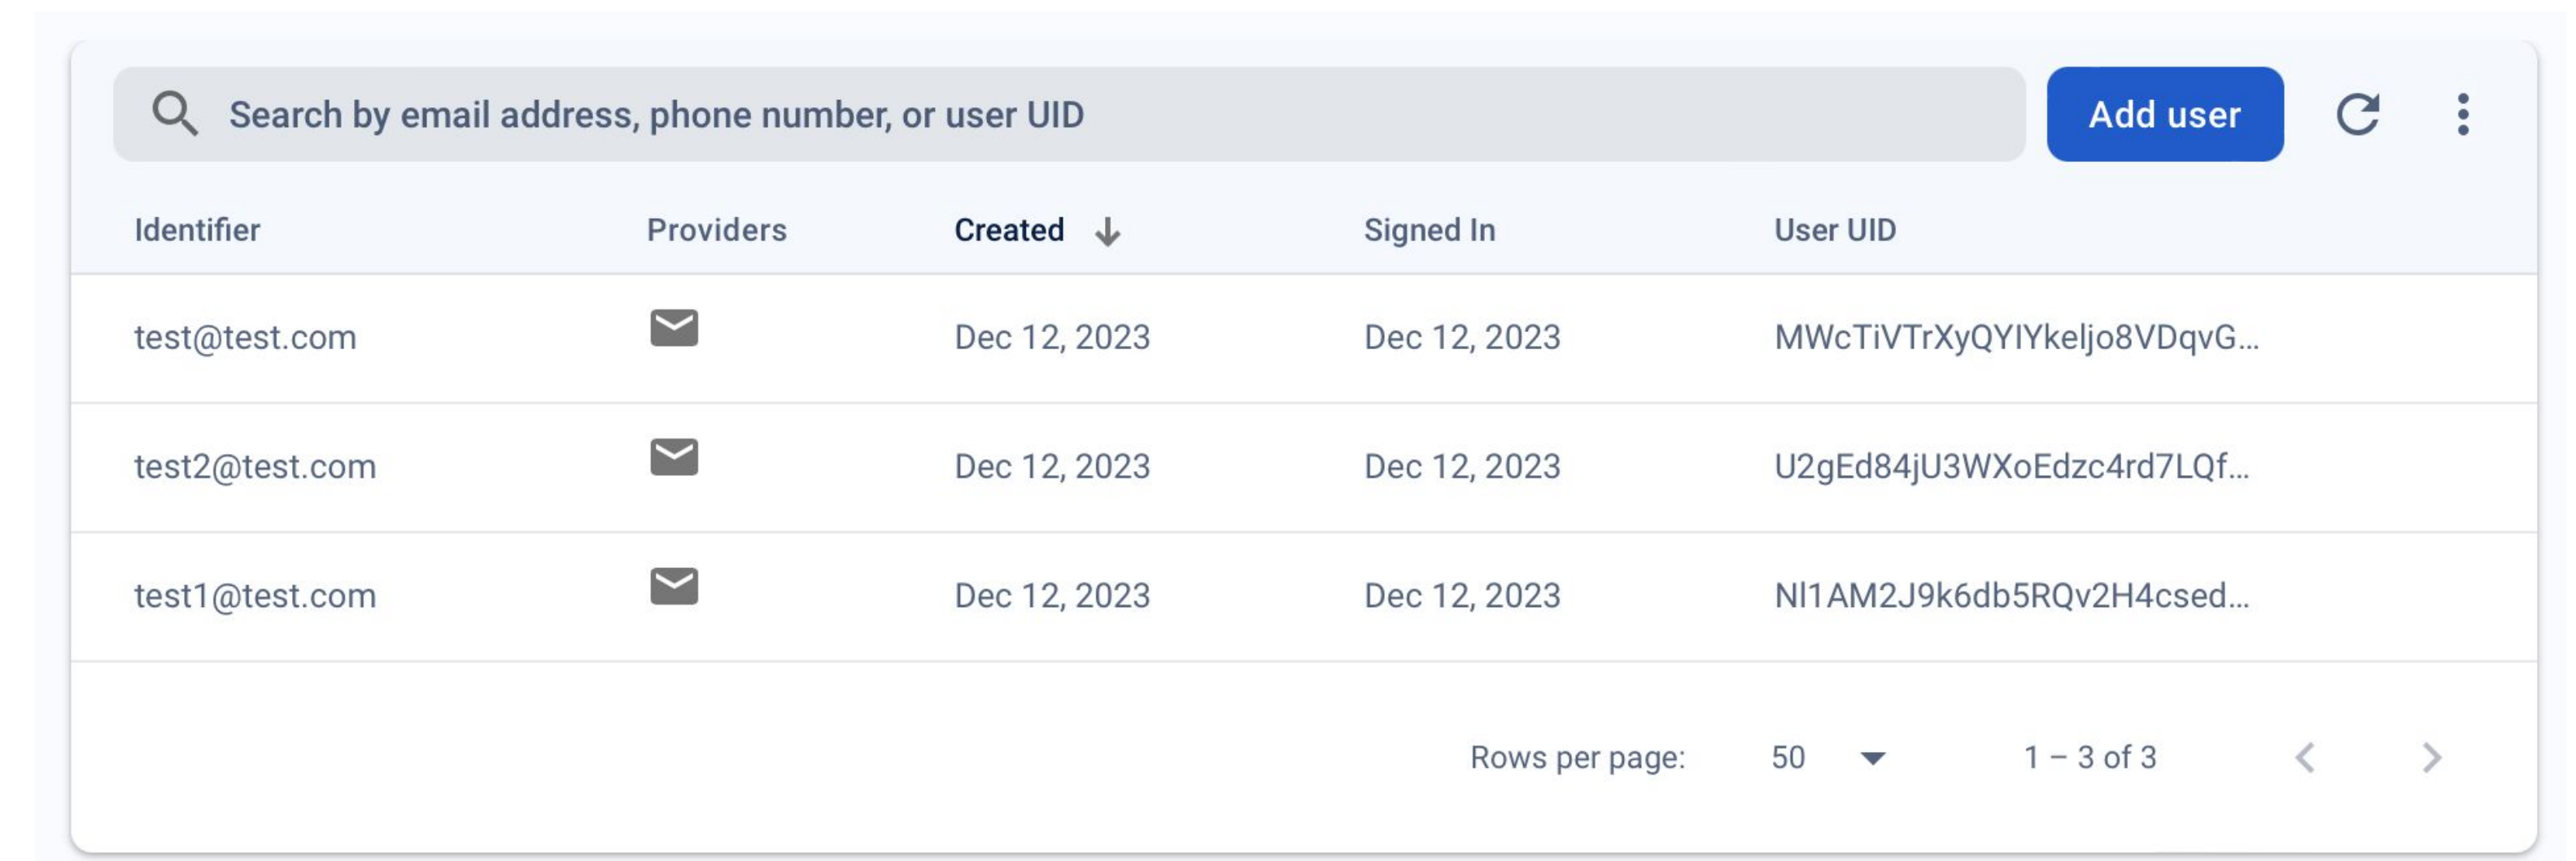 Search by email address, phone number, or user UID Add user
Identifier Providers Created Signed In User UID
test@test.com Dec 12, 2023 Dec 12, 2023 MWcTiVTrXyQYIYkeljo8VDqvG...
test2@test.com Dec 12, 2023 Dec 12, 2023 U2gEd84jU3WXoEdzc4rd7LQf...
test1@test.com Dec 12, 2023 Dec 12, 2023 Nl1AM2J9k6db5RQv2H4csed...
Rows per page: 50 1 – 3 of 3